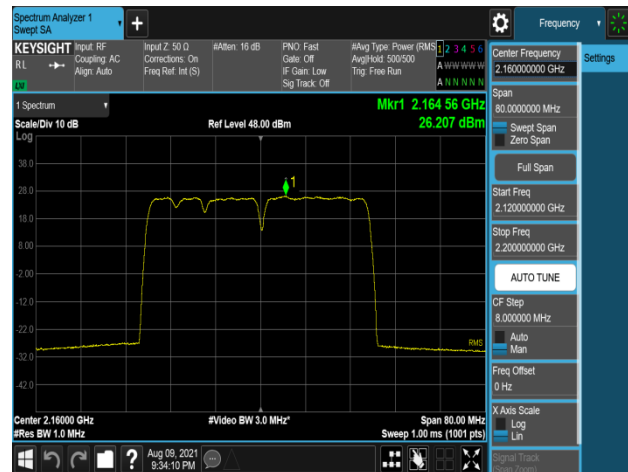 Spectrum Analyzer 1
Swept SA
Frequency
KEYSIGHT
RL
Input: RF
Coupling: AC
Align: Auto
Input Z: 50 Ω
Corrections: On
Freq Ref: Int (S)
#Atten: 16 dB
PNO: Fast
Gate: Off
IF Gain: Low
Sig Track: Off
#Avg Type: Power (RMS
Avg|Hold: 500/500
Trig: Free Run
1 2 3 4 5 6
A W W W W W
A N N N N N
LXI
1 Spectrum
Scale/Div 10 dB
Log
Ref Level 48.00 dBm
Mkr1 2.164 56 GHz
26.207 dBm
38.0
28.0
18.0
8.00
-2.00
-12.0
-22.0
-32.0
-42.0
1
RMS
Center 2.16000 GHz
#Res BW 1.0 MHz
#Video BW 3.0 MHz*
Span 80.00 MHz
Sweep 1.00 ms (1001 pts)
Center Frequency
2.160000000 GHz
Settings
Span
80.0000000 MHz
Swept Span
Zero Span
Full Span
Start Freq
2.120000000 GHz
Stop Freq
2.200000000 GHz
AUTO TUNE
CF Step
8.000000 MHz
Auto
Man
Freq Offset
0 Hz
X Axis Scale
Log
Lin
Signal Track
(Span Zoom)
?
Aug 09, 2021
9:34:10 PM